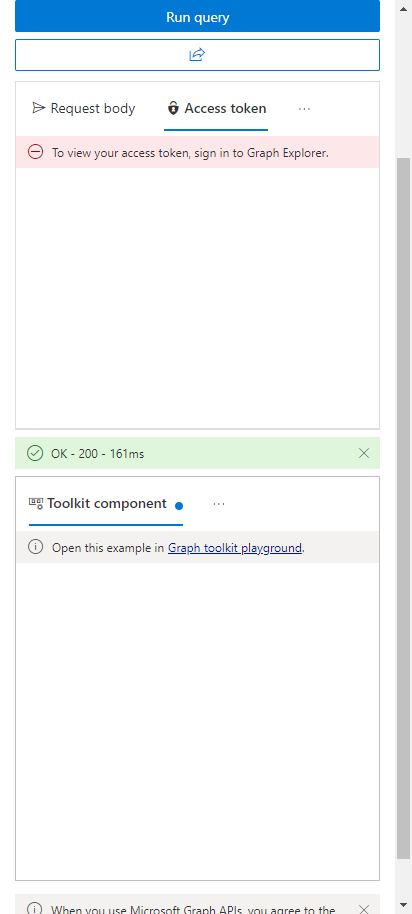 Run query
Request body
Access token
...
To view your access token, sign in to Graph Explorer.
OK - 200 - 161ms
Toolkit component
...
Open this example in Graph toolkit playground.
When you use Microsoft Graph APIs, you agree to the